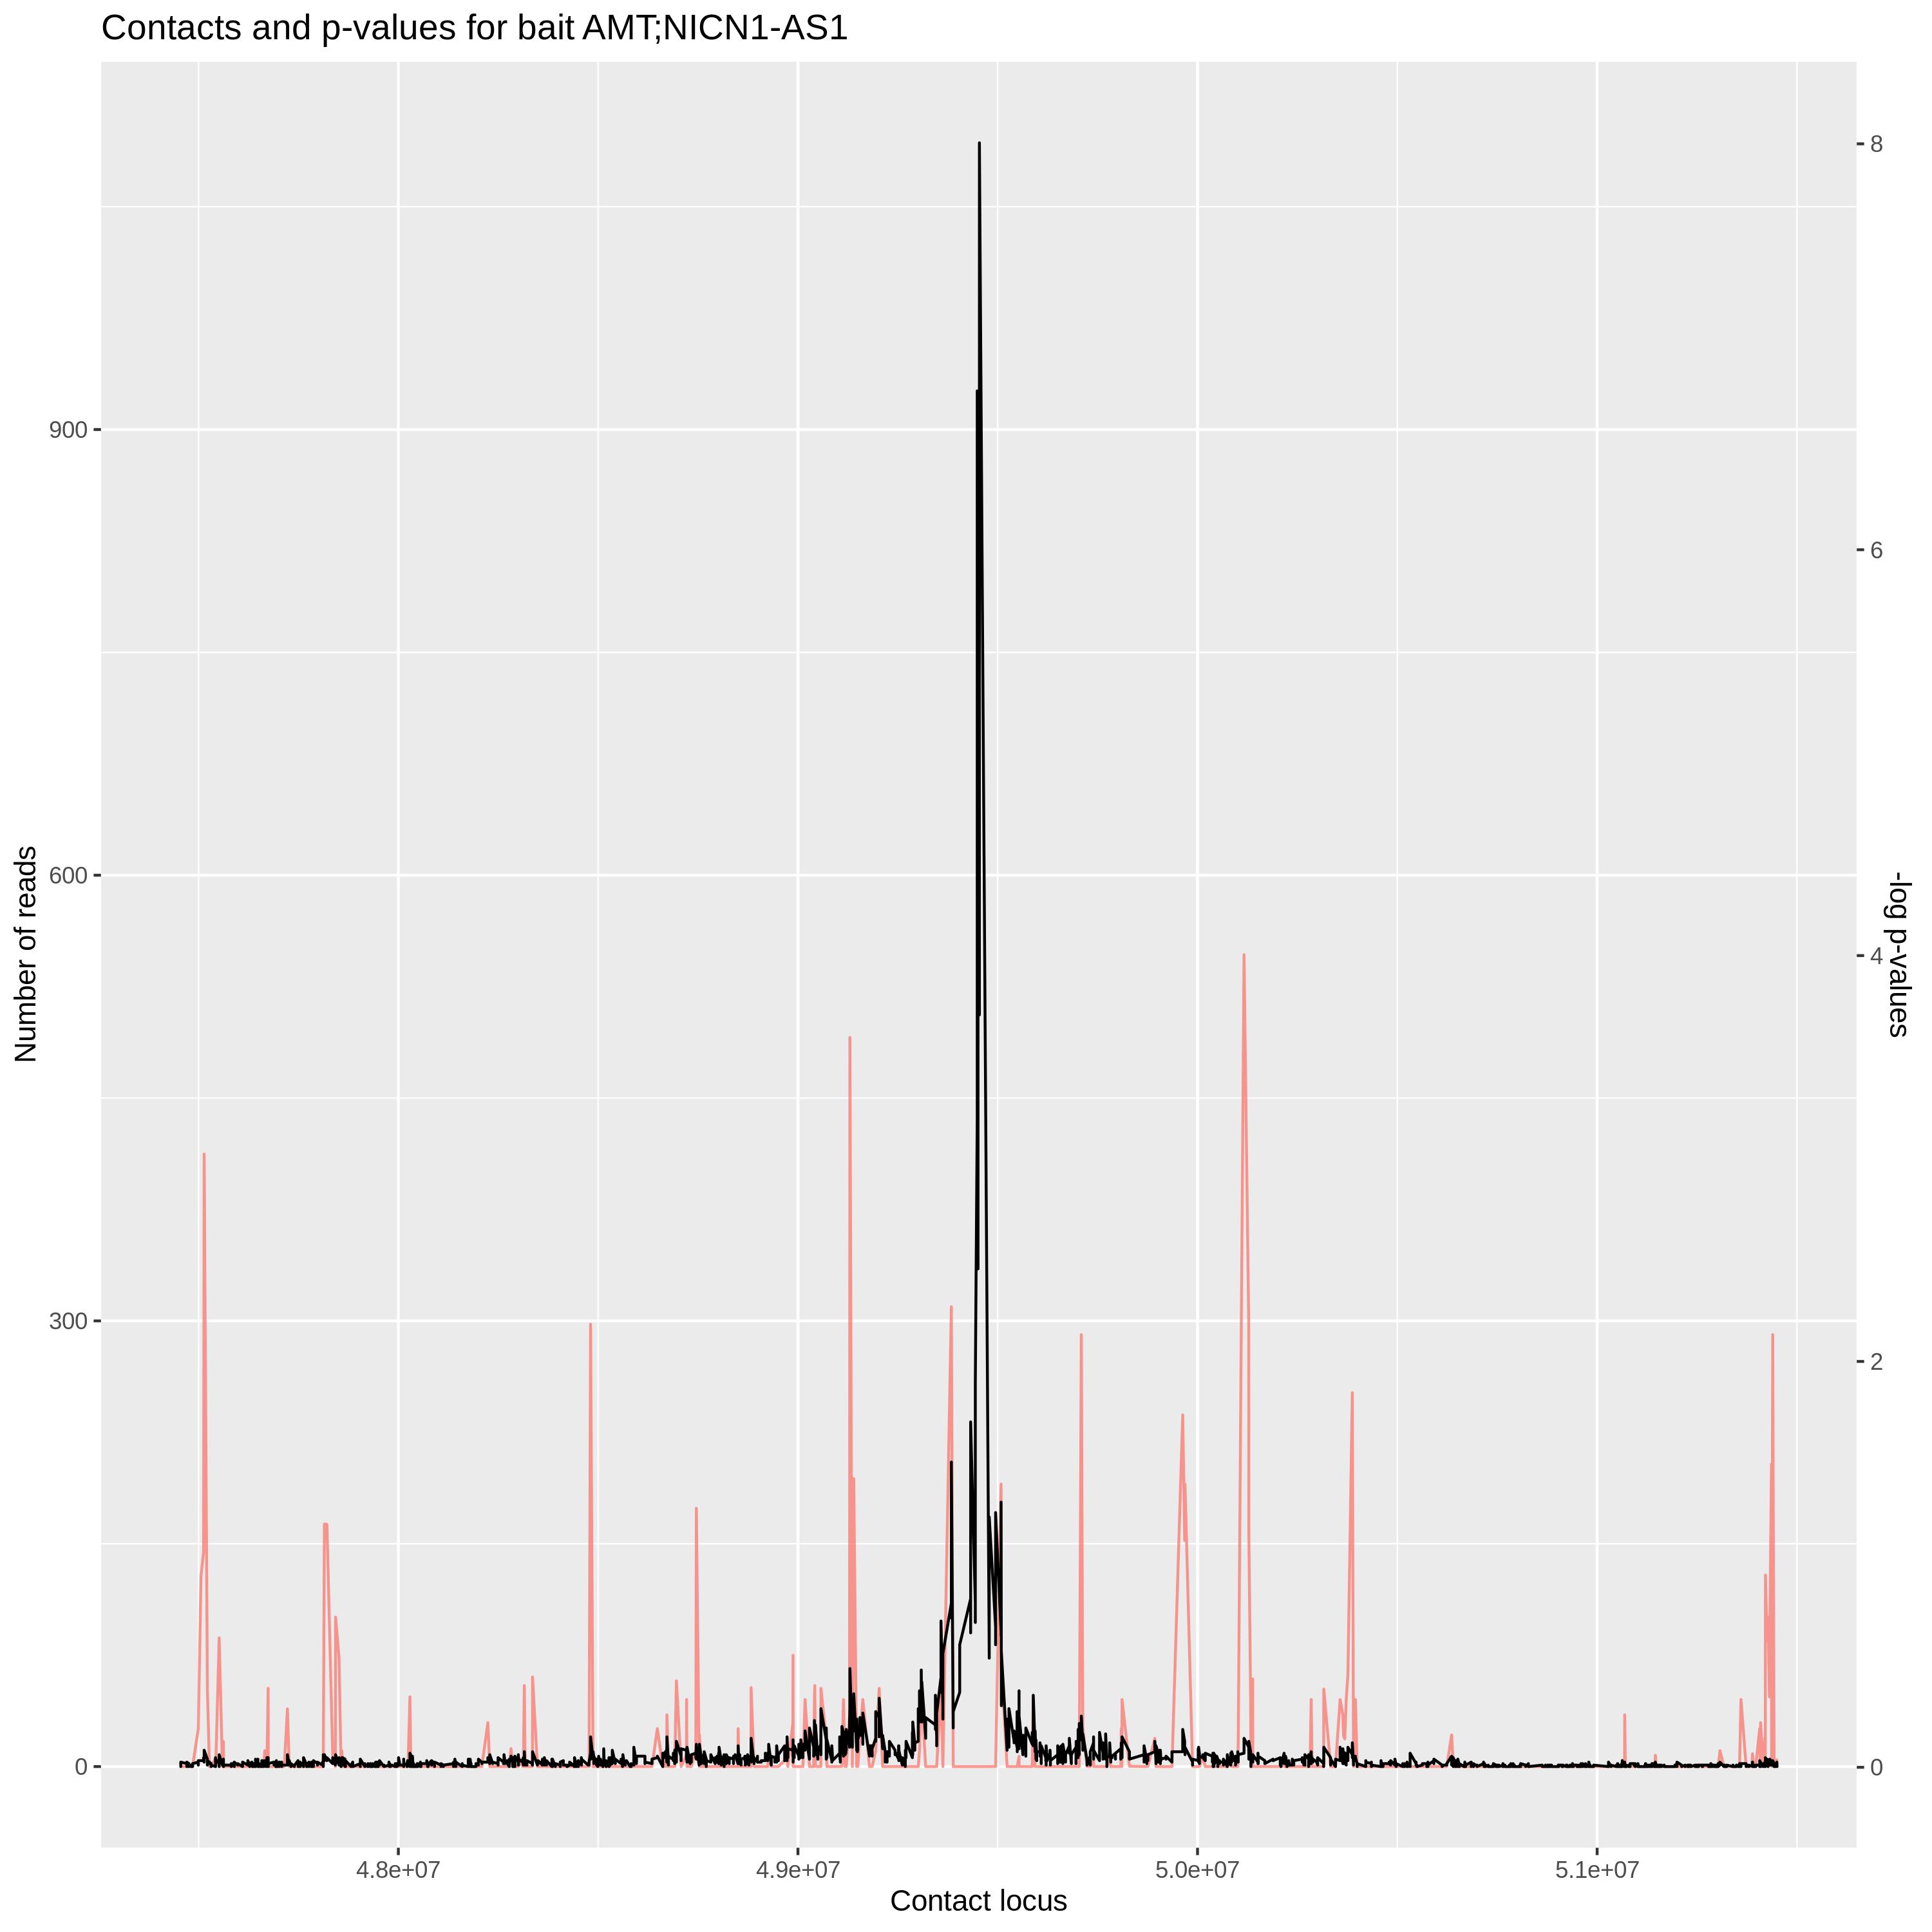 Contacts and p-values for bait AMT;NICN1-AS1
Number of reads
900
600
300
0
8
6
4
2
0
-log p-values
4.8e+07
4.9e+07
5.0e+07
5.1e+07
Contact locus